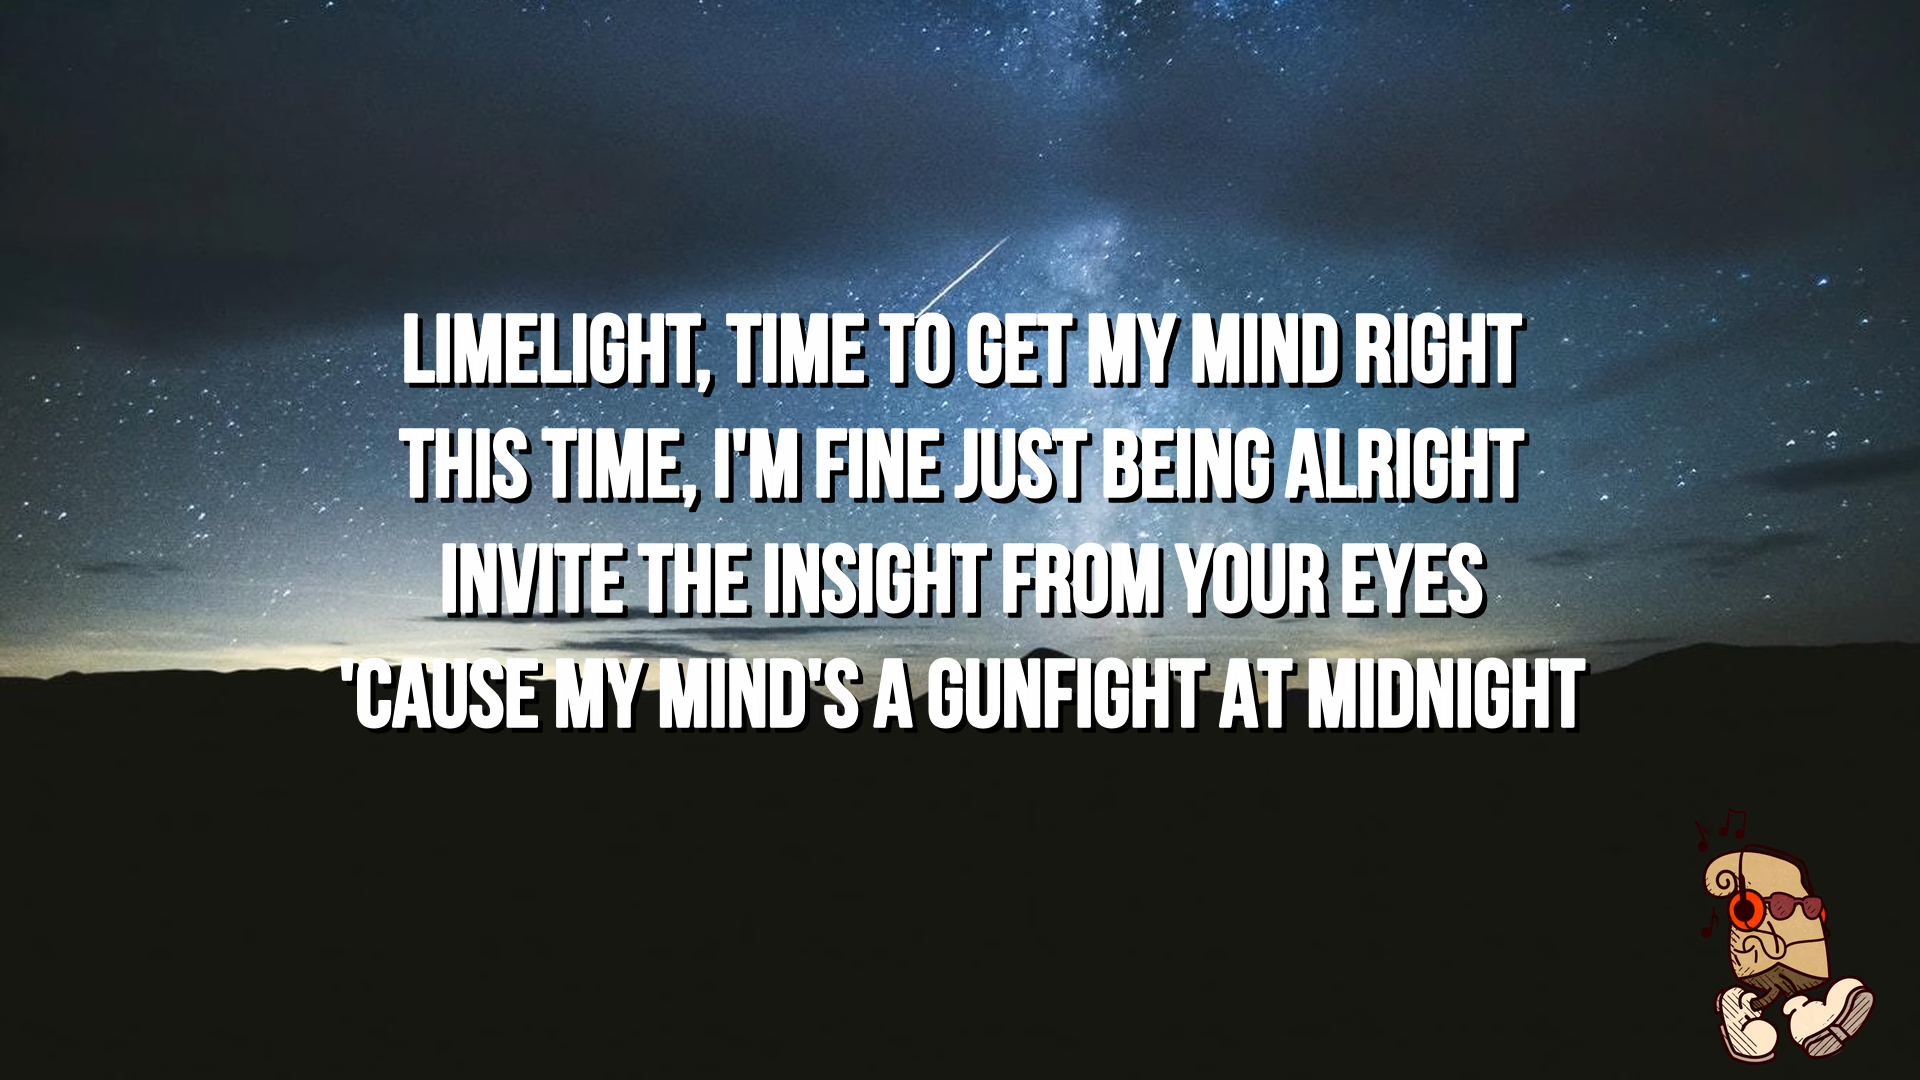 LIMELIGHT, TIME TO GET MY MIND RIGHT
THIS TIME, I'M FINE JUST BEING ALRIGHT
INVITE THE INSIGHT FROM YOUR EYES
'CAUSE MY MIND'S A GUNFIGHT AT MIDNIGHT